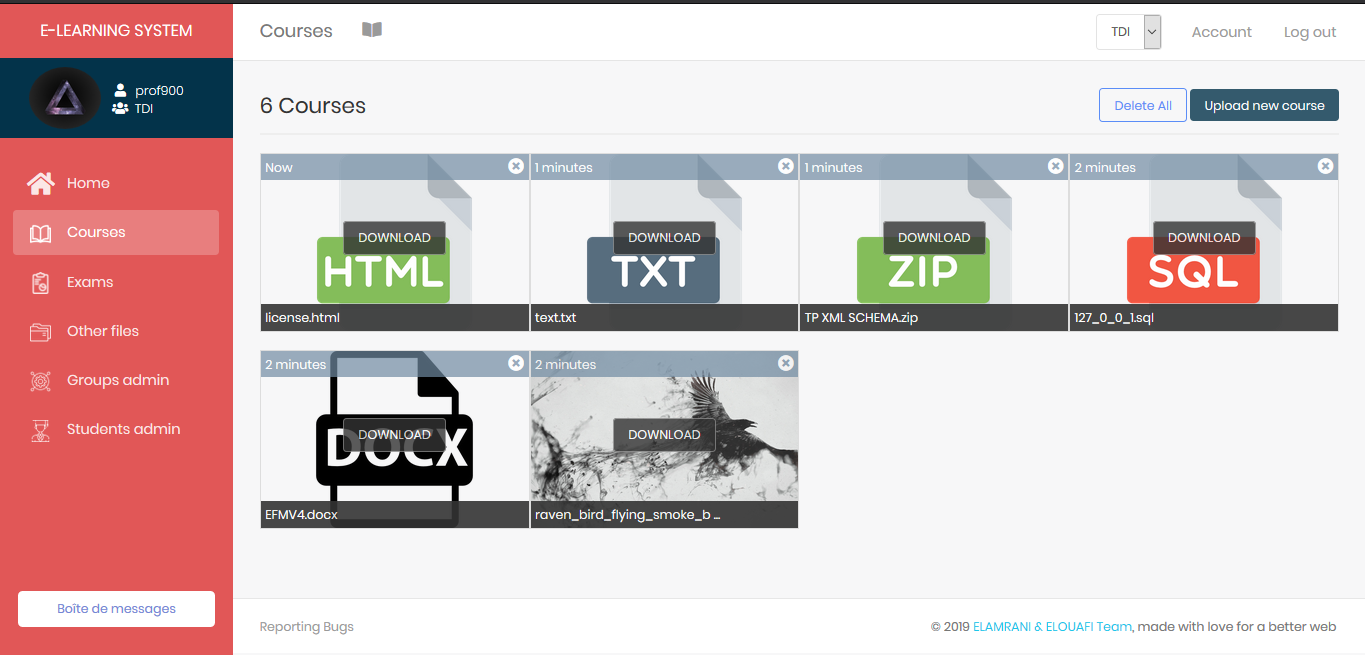 E-LEARNING SYSTEM
Courses
TDI
Account
Log out
prof900
TDI
Home
Courses
Exams
Other files
Groups admin
Students admin
Boîte de messages
6 Courses
Delete All
Upload new course
Now
DOWNLOAD
HTML
license.html
1 minutes
DOWNLOAD
TXT
text.txt
1 minutes
DOWNLOAD
ZIP
TP XML SCHEMA.zip
2 minutes
DOWNLOAD
SQL
127_0_0_1.sql
2 minutes
DOWNLOAD
DOCX
EFMV4.docx
2 minutes
DOWNLOAD
raven_bird_flying_smoke_b ...
Reporting Bugs
© 2019 ELAMRANI & ELOUAFI Team, made with love for a better web